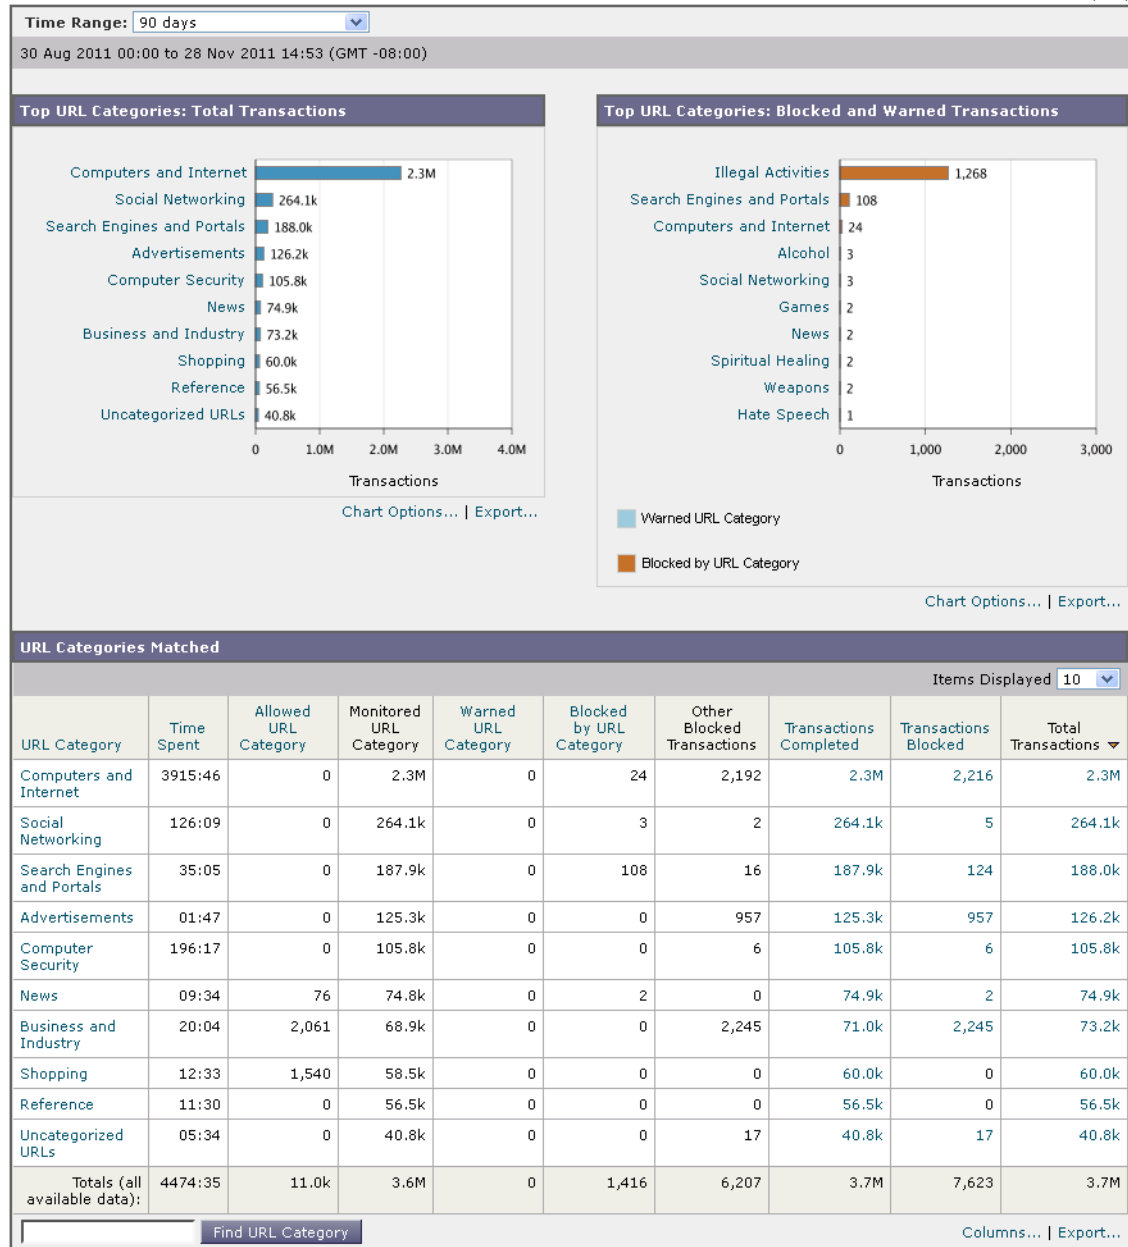 Time Range: 90 days
30 Aug 2011 00:00 to 28 Nov 2011 14:53 (GMT -08:00)
Top URL Categories: Total Transactions
Computers and Internet 2.3M
Social Networking 264.1k
Search Engines and Portals 188.0k
Advertisements 126.2k
Computer Security 105.8k
News 74.9k
Business and Industry 73.2k
Shopping 60.0k
Reference 56.5k
Uncategorized URLs 40.8k
0 1.0M 2.0M 3.0M 4.0M
Transactions
Chart Options... | Export...
Top URL Categories: Blocked and Warned Transactions
Illegal Activities 1,268
Search Engines and Portals 108
Computers and Internet 24
Alcohol 3
Social Networking 3
Games 2
News 2
Spiritual Healing 2
Weapons 2
Hate Speech 1
0 1,000 2,000 3,000
Transactions
Warned URL Category
Blocked by URL Category
Chart Options... | Export...
URL Categories Matched
Items Displayed 10
URL Category Time Spent Allowed URL Category Monitored URL Category Warned URL Category Blocked by URL Category Other Blocked Transactions Transactions Completed Transactions Blocked Total Transactions
Computers and Internet 3915:46 0 2.3M 0 24 2,192 2.3M 2,216 2.3M
Social Networking 126:09 0 264.1k 0 3 2 264.1k 5 264.1k
Search Engines and Portals 35:05 0 187.9k 0 108 16 187.9k 124 188.0k
Advertisements 01:47 0 125.3k 0 0 957 125.3k 957 126.2k
Computer Security 196:17 0 105.8k 0 0 6 105.8k 6 105.8k
News 09:34 76 74.8k 0 2 0 74.9k 2 74.9k
Business and Industry 20:04 2,061 68.9k 0 0 2,245 71.0k 2,245 73.2k
Shopping 12:33 1,540 58.5k 0 0 0 60.0k 0 60.0k
Reference 11:30 0 56.5k 0 0 0 56.5k 0 56.5k
Uncategorized URLs 05:34 0 40.8k 0 0 17 40.8k 17 40.8k
Totals (all available data): 4474:35 11.0k 3.6M 0 1,416 6,207 3.7M 7,623 3.7M
Find URL Category
Columns... | Export...